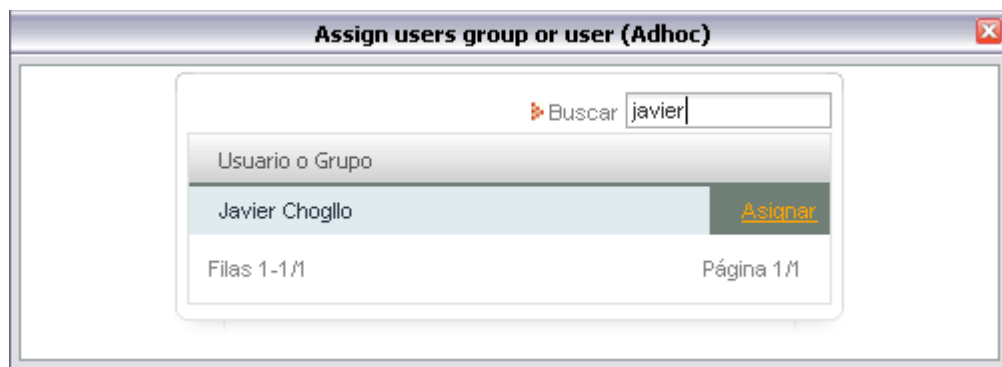 Assign users group or user (Adhoc)
Buscar javier
Usuario o Grupo
Javier Chogllo Asignar
Filas 1-1/1 Página 1/1